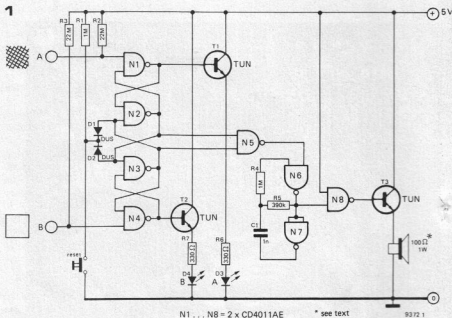 1
R3 R1 R2
22M 1M 22M
5V
T1
A
N1
TUN
N2
D1
DUS
N5
DUS
D2
N3
N6
R4
1M
R5
390k
N8
T3
TUN
T2
N7
B
N4
TUN
C1
1n
R7 R6
330Ω 330Ω
100Ω *
1W
reset
D4 D3
B A
0
N1 . . . N8 = 2 x CD4011AE
* see text
9372 1